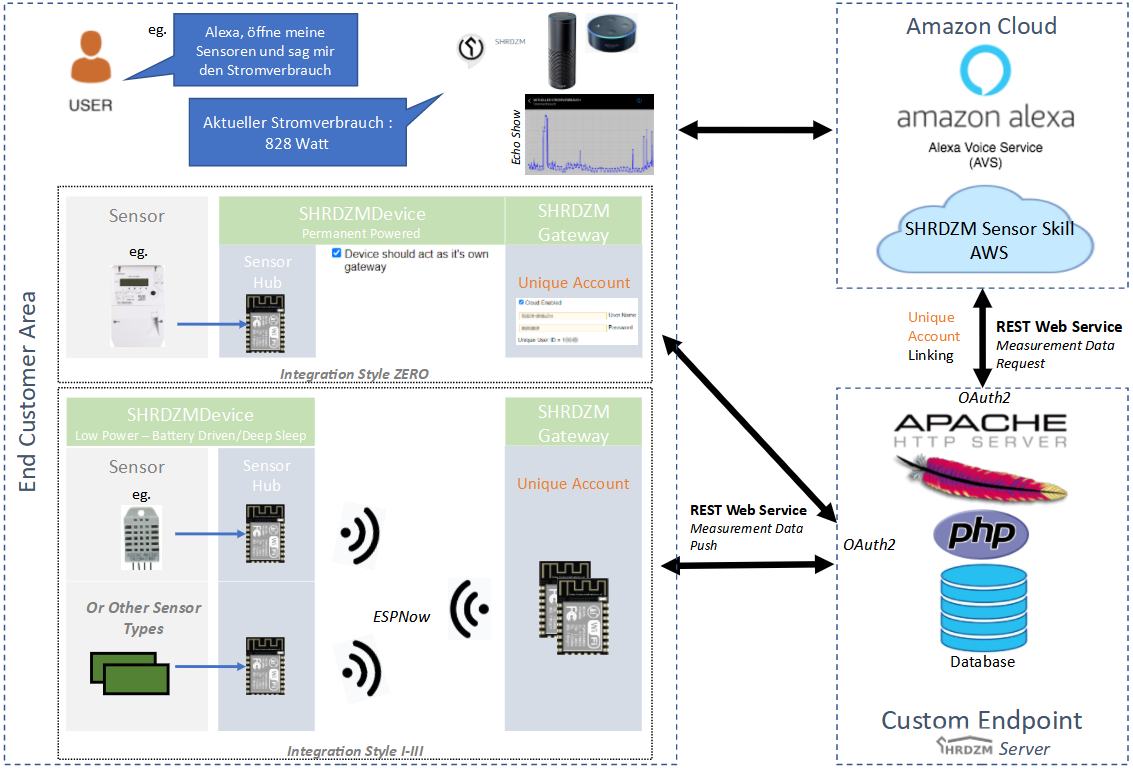 eg.
Alexa, öffne meine
Sensoren und sag mir
den Stromverbrauch
USER
Aktueller Stromverbrauch :
828 Watt
SHRDZM
AKTUELLER STROMVERBRAUCH
Echo Show
Amazon Cloud
amazon alexa
Alexa Voice Service
(AVS)
SHRDZM Sensor Skill
AWS
End Customer Area
Sensor
eg.
SHRDZMDevice
Permanent Powered
Sensor
Hub
Device should act as it's own
gateway
SHRDZM
Gateway
Unique Account
Cloud Enabled
User Name
Password
Unique User ID =
Integration Style ZERO
Unique
Account
Linking
REST Web Service
Measurement Data
Request
OAuth2
SHRDZMDevice
Low Power – Battery Driven/Deep Sleep
Sensor
eg.
Sensor
Hub
Or Other Sensor
Types
ESPNow
SHRDZM
Gateway
Unique Account
WiFi
Integration Style I-III
REST Web Service
Measurement Data
Push
OAuth2
APACHE
HTTP SERVER
php
Database
Custom Endpoint
SHRDZM Server